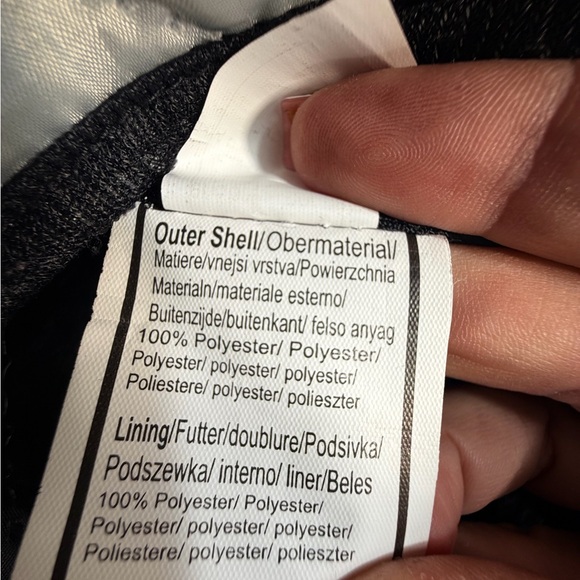 Outer Shell/Obermaterial/
Matiere/vnejsi vrstva/Powierzchnia
Materialn/materiale esterno/
Buitenzijde/buitenkant/ felso anyag
100% Polyester/ Polyester/
Polyester/ polyester/ polyester/
Poliestere/ polyester/ polieszter
Lining/Futter/doublure/Podsivka/
Podszewka/ interno/ liner/Beles
100% Polyester/ Polyester/
Polyester/ polyester/ polyester/
Poliestere/ polyester/ polieszter